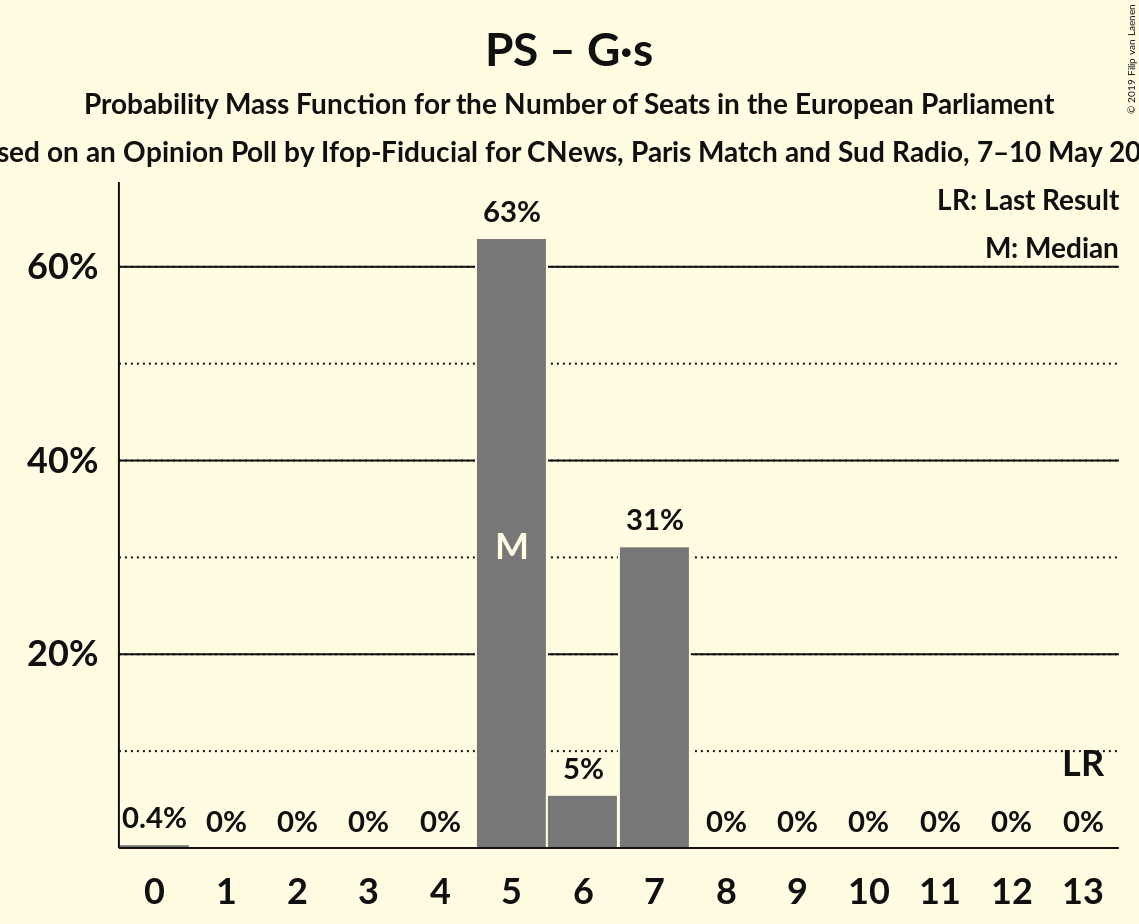 PS – G·s
Probability Mass Function for the Number of Seats in the European Parliament
sed on an Opinion Poll by Ifop-Fiducial for CNews, Paris Match and Sud Radio, 7–10 May 20
© 2019 Filip van Laenen
LR: Last Result
M: Median
63%
60%
40%
31%
M
20%
LR
5%
0.4% 0% 0% 0% 0% 0% 0% 0% 0% 0% 0%
0 1 2 3 4 5 6 7 8 9 10 11 12 13